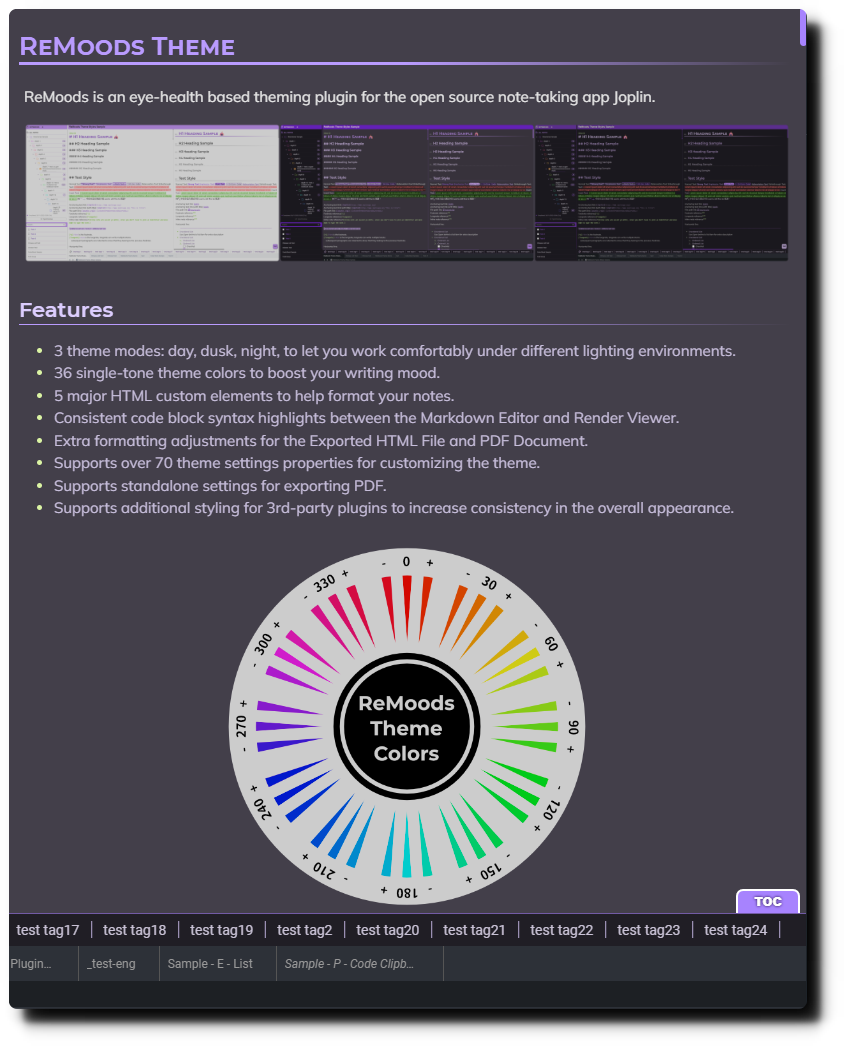 ReMoods Theme
ReMoods is an eye-health based theming plugin for the open source note-taking app Joplin.
Features
3 theme modes: day, dusk, night, to let you work comfortably under different lighting environments.
36 single-tone theme colors to boost your writing mood.
5 major HTML custom elements to help format your notes.
Consistent code block syntax highlights between the Markdown Editor and Render Viewer.
Extra formatting adjustments for the Exported HTML File and PDF Document.
Supports over 70 theme settings properties for customizing the theme.
Supports standalone settings for exporting PDF.
Supports additional styling for 3rd-party plugins to increase consistency in the overall appearance.
- 0 +
- 30 +
- 60 +
- 90 +
- 120 +
- 150 +
- 180 +
- 210 +
- 240 +
- 270 +
- 300 +
- 330 +
ReMoods
Theme
Colors
TOC
test tag17 | test tag18 | test tag19 | test tag2 | test tag20 | test tag21 | test tag22 | test tag23 | test tag24 |
Plugin... _test-eng Sample - E - List Sample - P - Code Clipb...